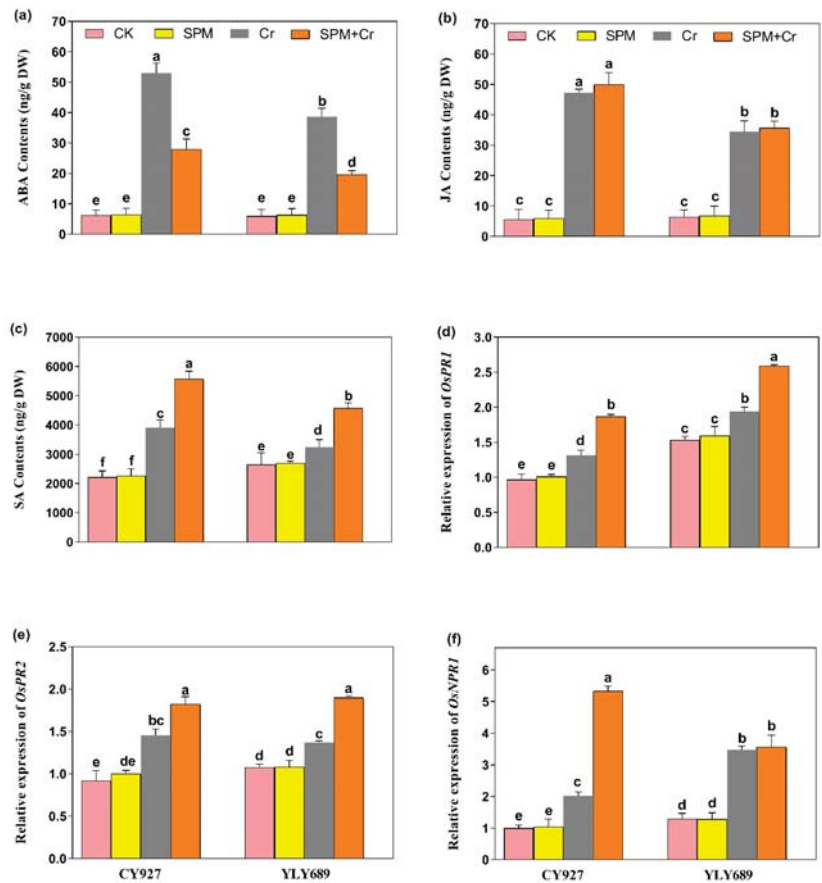 (a)
CK SPM Cr SPM+Cr
ABA Contents (ng/g DW)
70
60
50
40
30
20
10
0
e e a c e e b d
(b)
CK SPM Cr SPM+Cr
JA Contents (ng/g DW)
70
60
50
40
30
20
10
0
c c a a c c b b
(c)
SA Contents (ng/g DW)
7000
6000
5000
4000
3000
2000
1000
0
f f c a e e d b
(d)
Relative expression of OsPR1
3.0
2.5
2.0
1.5
1.0
0.5
0.0
e e d b c c b a
(e)
Relative expression of OsPR2
2.5
2.0
1.5
1.0
0.5
0.0
e de bc a d d c a
CY927 YLY689
(f)
Relative expression of OsNPR1
6
5
4
3
2
1
0
e e c a d d b b
CY927 YLY689